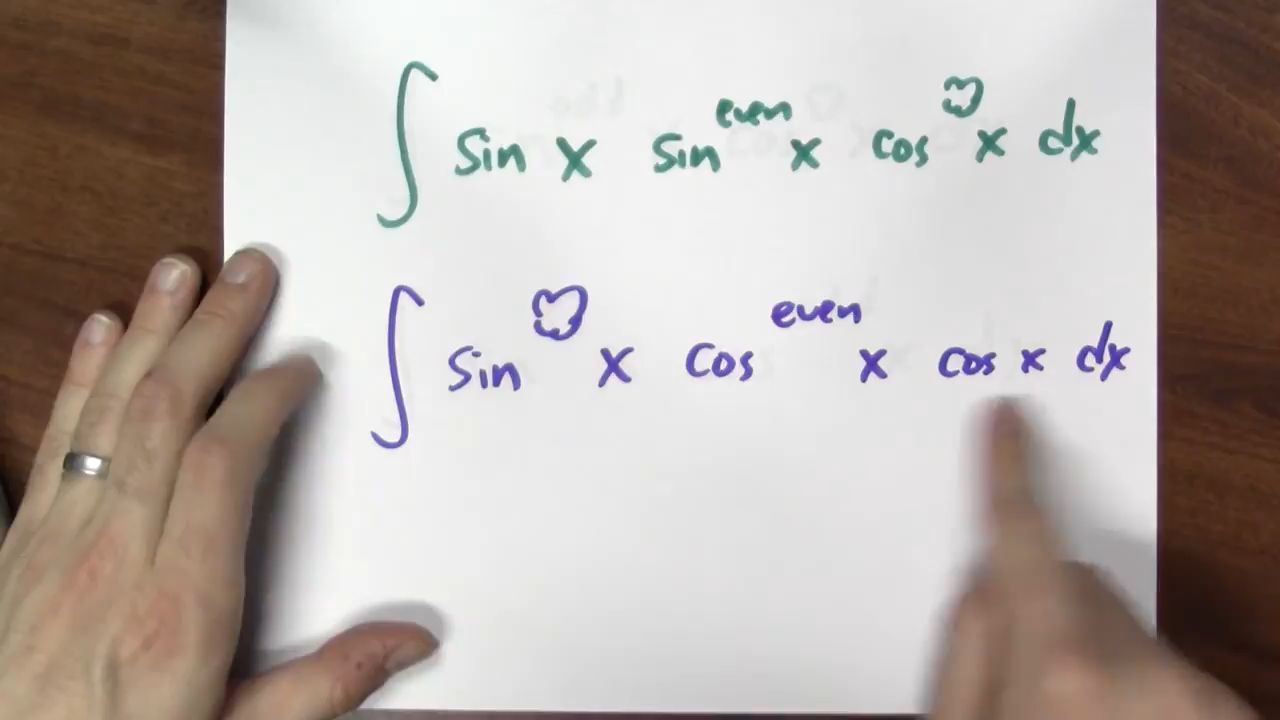 ∫ sin x sin^even x cos x dx
∫ sin x cos^even x cos x dx